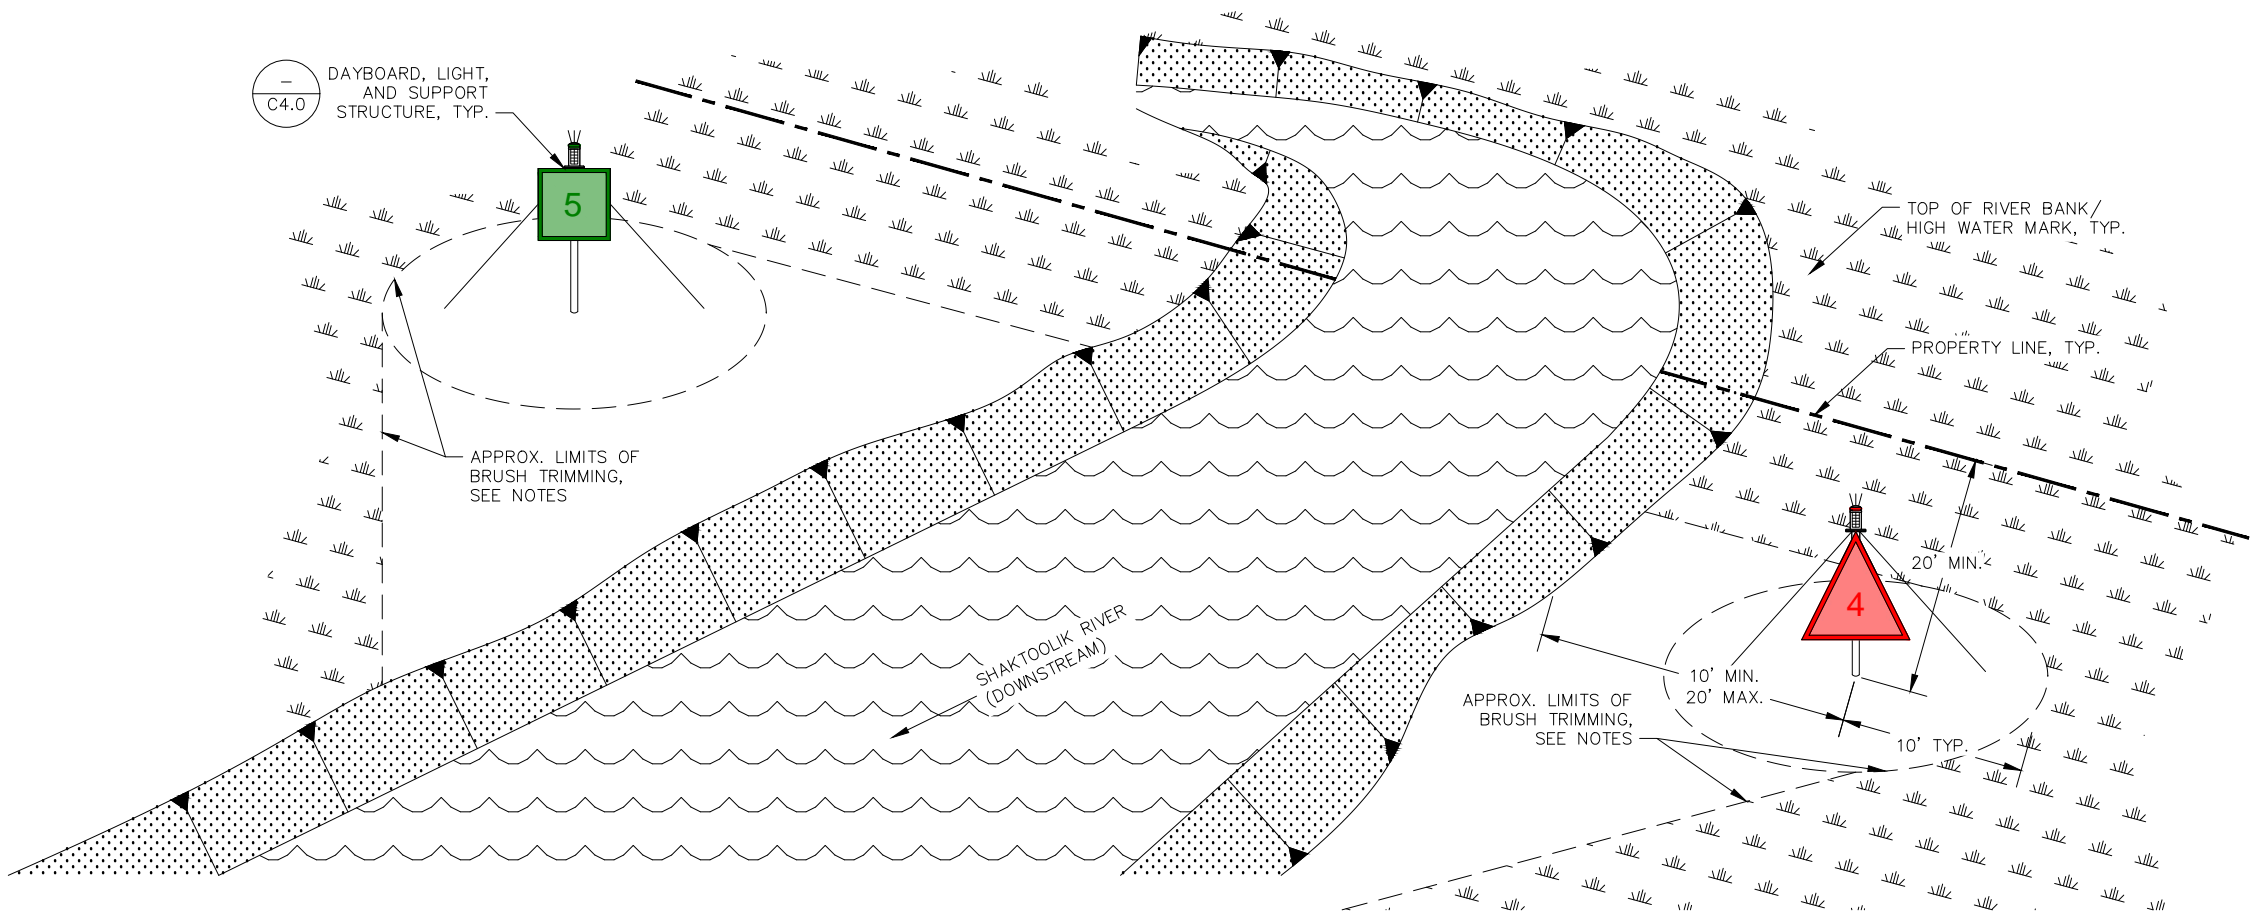 –
C4.0
DAYBOARD, LIGHT,
AND SUPPORT
STRUCTURE, TYP.
5
TOP OF RIVER BANK/
HIGH WATER MARK, TYP.
PROPERTY LINE, TYP.
APPROX. LIMITS OF
BRUSH TRIMMING,
SEE NOTES
20' MIN.
4
SHAKTOOLIK RIVER
(DOWNSTREAM)
10' MIN.
20' MAX.
APPROX. LIMITS OF
BRUSH TRIMMING,
SEE NOTES
10' TYP.